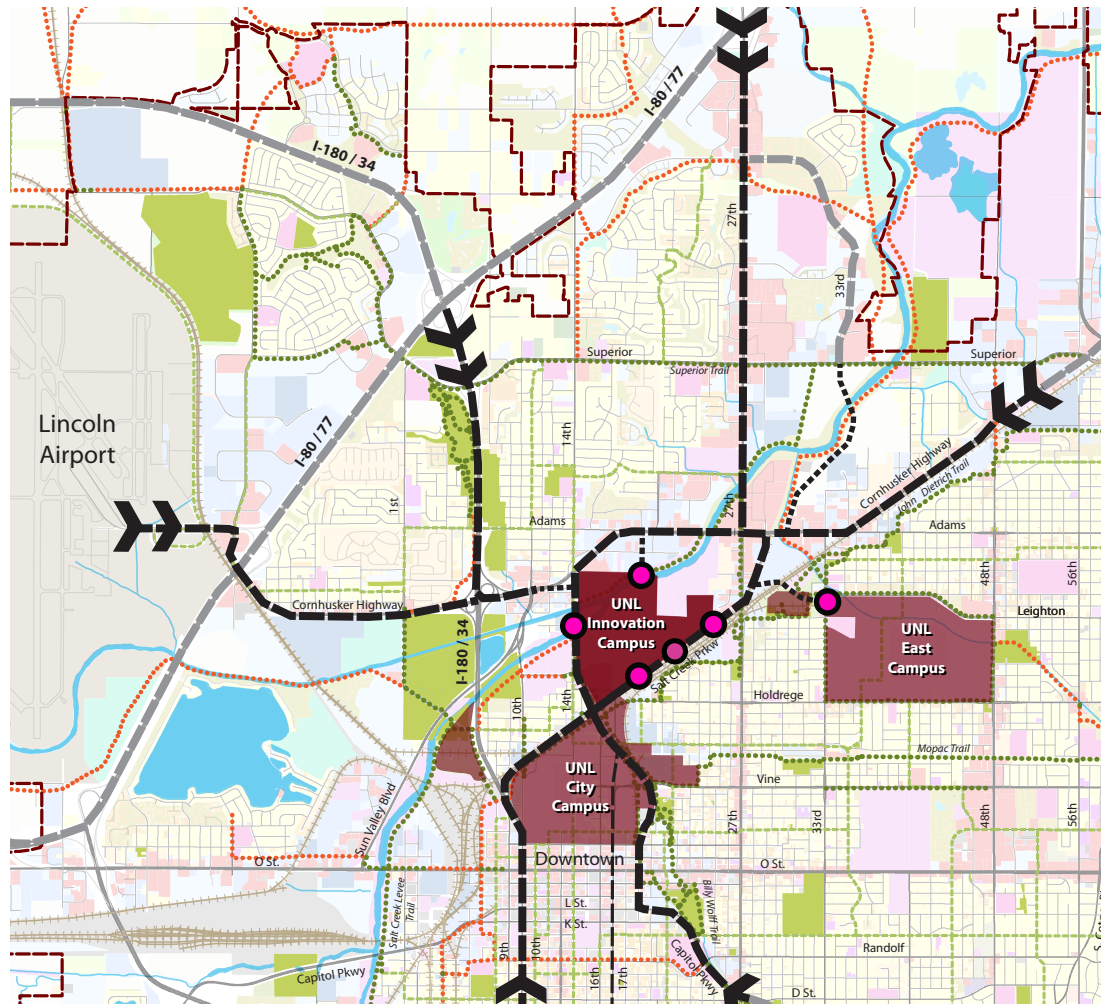 I-80 / 77
I-180 / 34
27th
33rd
Superior
Superior
Superior Trail
Lincoln
Airport
I-80 / 77
14th
1st
Cornhusker Highway
John Dietrich Trail
27th
Adams
Adams
48th
56th
Cornhusker Highway
UNL
Innovation
Campus
Leighton
UNL
East
Campus
I-180 / 34
Salt Creek Prkw
10th
14th
Holdrege
Mopac Trail
Vine
UNL
City
Campus
Sun Valley Blvd
27th
33rd
48th
56th
Downtown
O St.
O St.
Salt Creek Levee
Trail
Billy Wolff Trail
L St.
K St.
9th
10th
16th
17th
Capitol Pkwy
Randolf
Capitol Pkwy
D St.